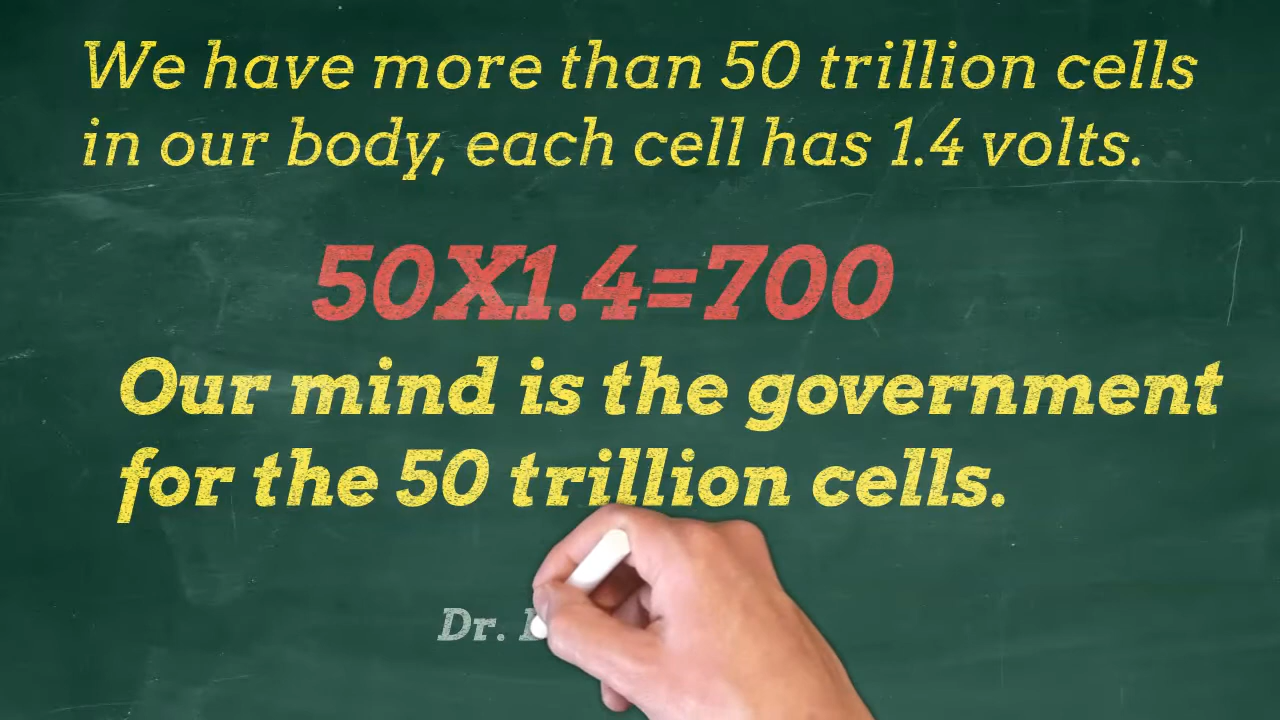 We have more than 50 trillion cells
in our body, each cell has 1.4 volts.
50X1.4=700
Our mind is the government
for the 50 trillion cells.
Dr.